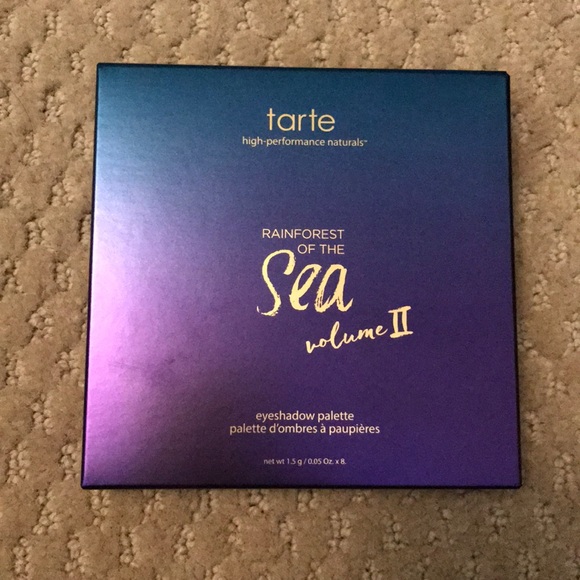 tarte
high-performance naturals™
RAINFOREST
OF THE
Sea
volume II
eyeshadow palette
palette d'ombres à paupières
net wt 1.5 g / 0.05 Oz. x 8.